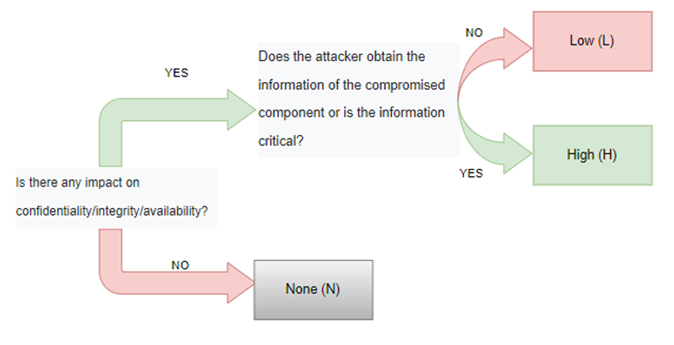 YES
Does the attacker obtain the
information of the compromised
component or is the information
critical?
NO
Low (L)
YES
High (H)
Is there any impact on
confidentiality/integrity/availability?
NO
None (N)